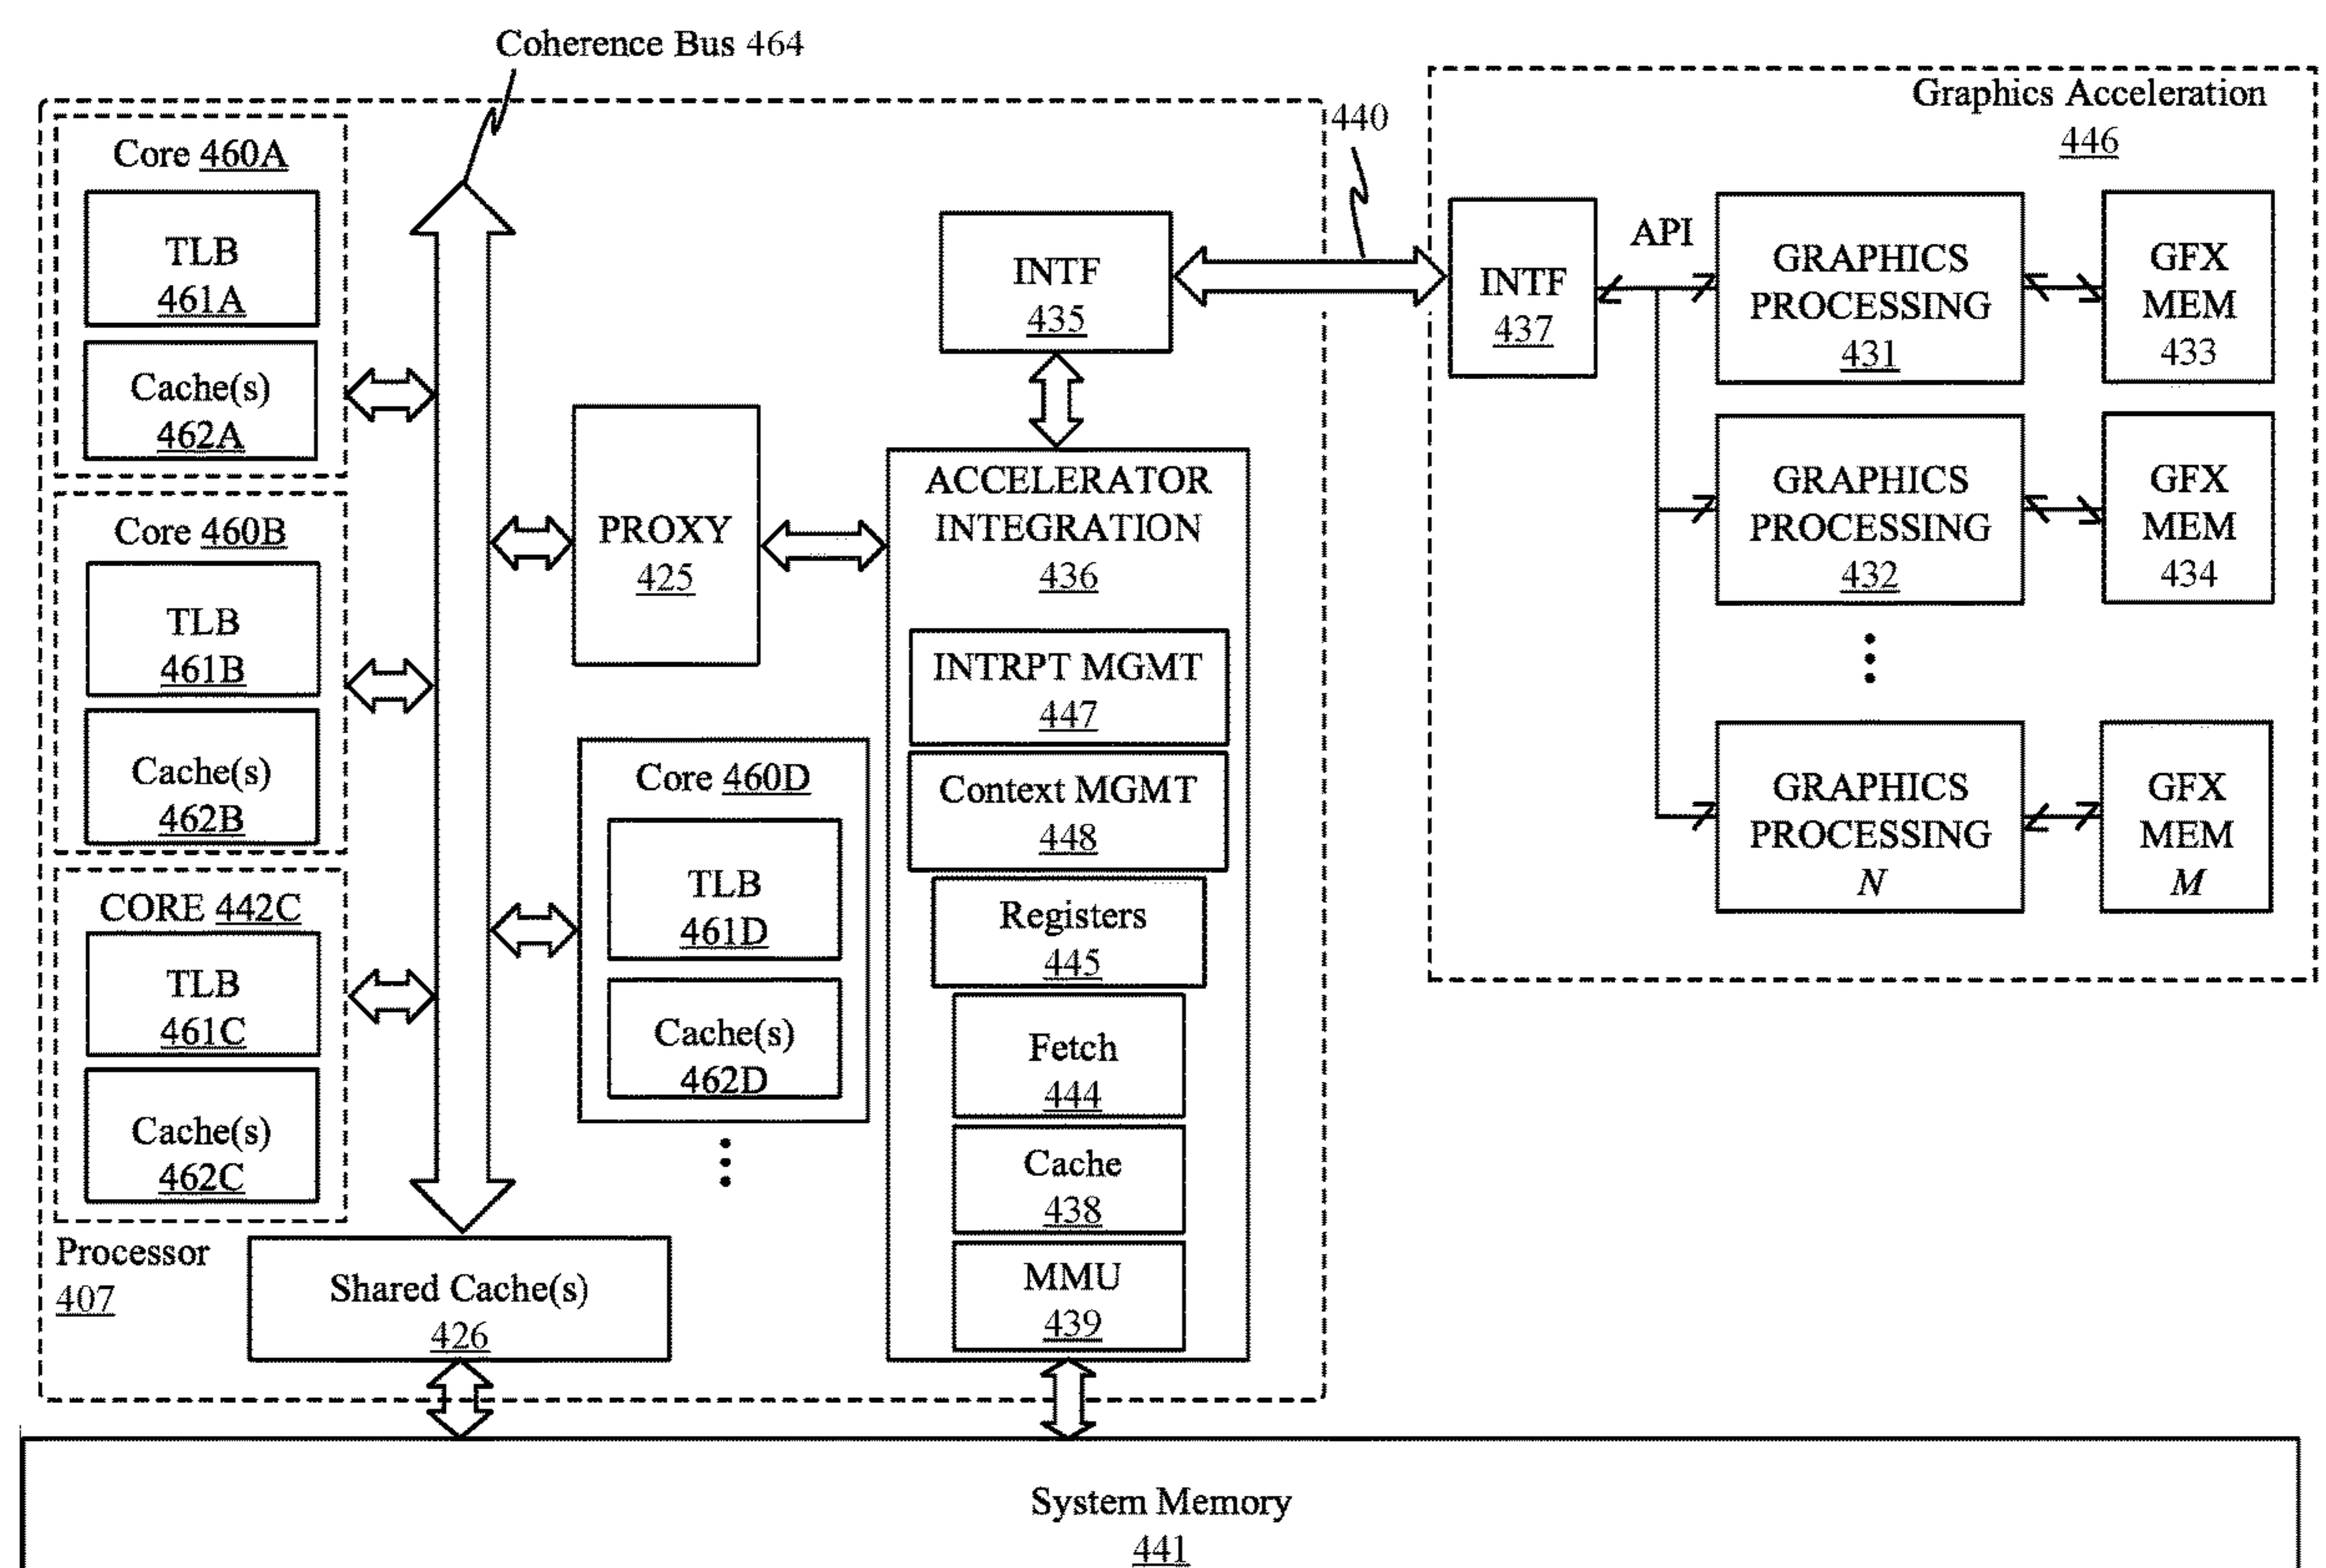 Coherence Bus 464
Core 460A
TLB
461A
Cache(s)
462A
Core 460B
TLB
461B
Cache(s)
462B
CORE 442C
TLB
461C
Cache(s)
462C
Processor
407
Shared Cache(s)
426
PROXY
425
Core 460D
TLB
461D
Cache(s)
462D
INTF
435
ACCELERATOR
INTEGRATION
436
INTRPT MGMT
447
Context MGMT
448
Registers
445
Fetch
444
Cache
438
MMU
439
440
Graphics Acceleration
446
INTF
437
API
GRAPHICS
PROCESSING
431
GFX
MEM
433
GRAPHICS
PROCESSING
432
GFX
MEM
434
GRAPHICS
PROCESSING
N
GFX
MEM
M
System Memory
441